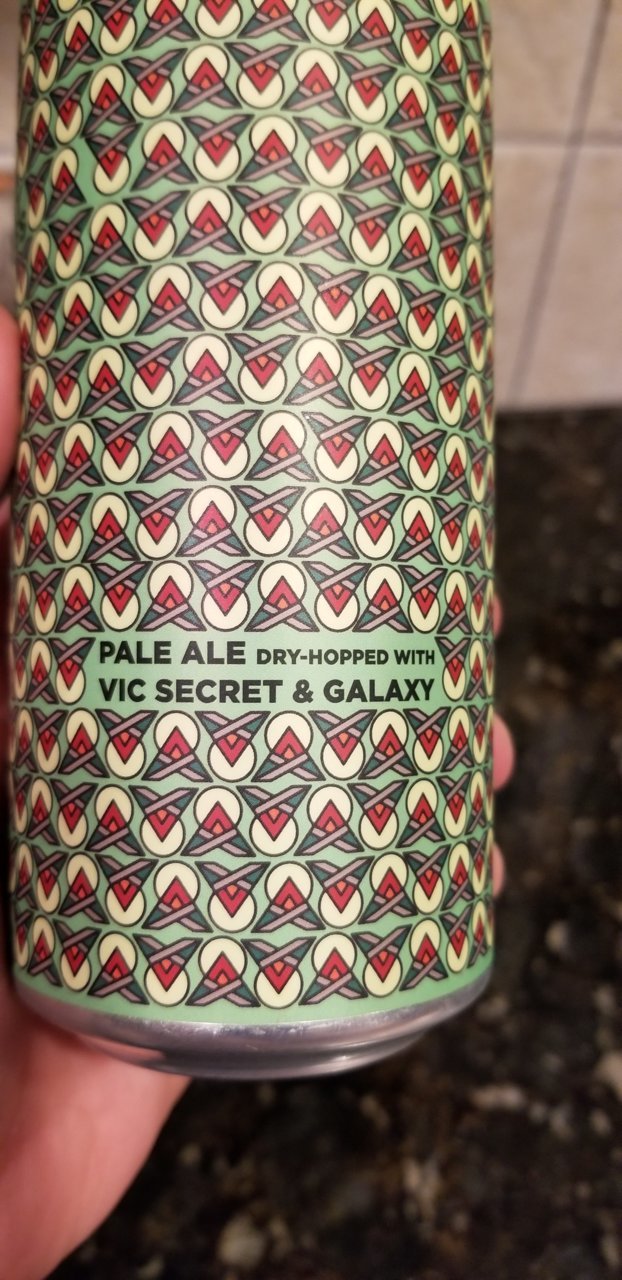 PALE ALE DRY-HOPPED WITH
VIC SECRET & GALAXY